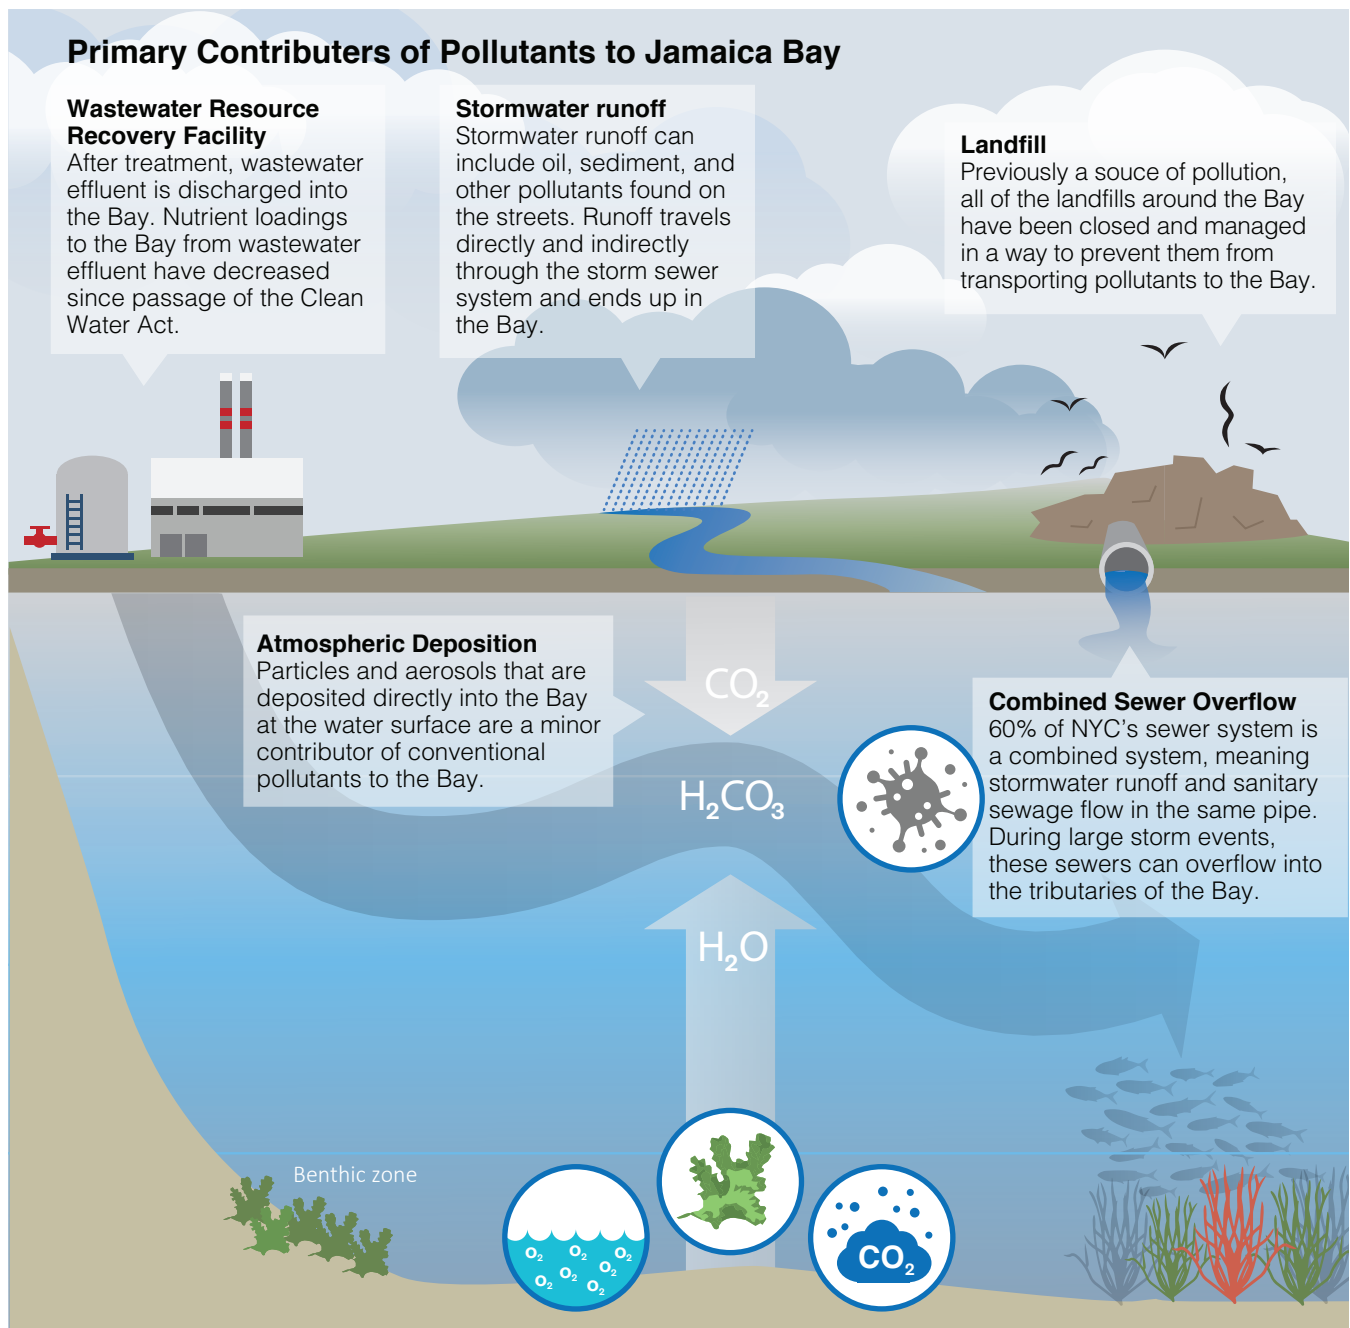 Primary Contributers of Pollutants to Jamaica Bay
Wastewater Resource
Recovery Facility
After treatment, wastewater
effluent is discharged into
the Bay. Nutrient loadings
to the Bay from wastewater
effluent have decreased
since passage of the Clean
Water Act.
Stormwater runoff
Stormwater runoff can
include oil, sediment, and
other pollutants found on
the streets. Runoff travels
directly and indirectly
through the storm sewer
system and ends up in
the Bay.
Landfill
Previously a souce of pollution,
all of the landfills around the Bay
have been closed and managed
in a way to prevent them from
transporting pollutants to the Bay.
Atmospheric Deposition
Particles and aerosols that are
deposited directly into the Bay
at the water surface are a minor
contributor of conventional
pollutants to the Bay.
CO₂
H₂CO₃
H₂O
Combined Sewer Overflow
60% of NYC's sewer system is
a combined system, meaning
stormwater runoff and sanitary
sewage flow in the same pipe.
During large storm events,
these sewers can overflow into
the tributaries of the Bay.
Benthic zone
O₂ O₂ O₂
O₂ O₂ O₂ O₂
CO₂